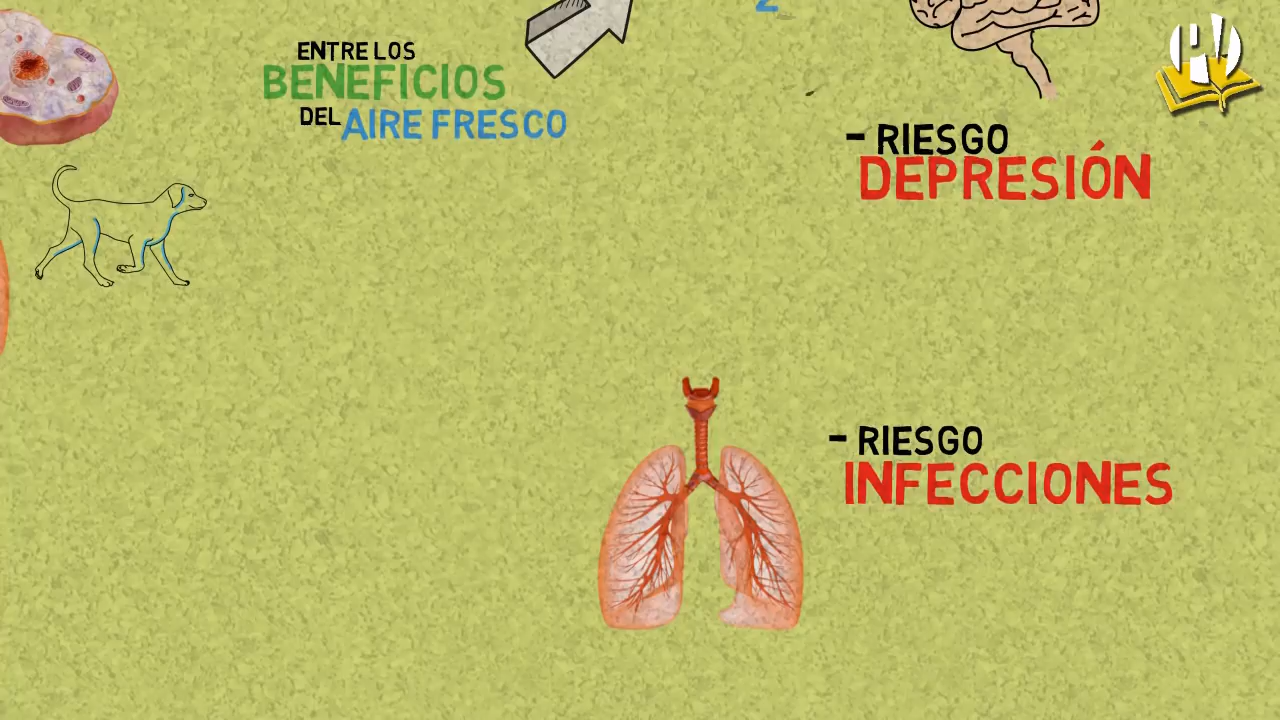 ENTRE LOS
BENEFICIOS
DEL AIRE FRESCO
- RIESGO
DEPRESIÓN
- RIESGO
INFECCIONES